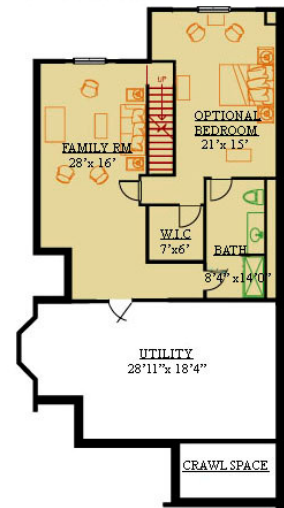 UP
OPTIONAL
BEDROOM
21'x 15'
FAMILY RM
28'x 16'
W.I.C
7'x6'
BATH
8'4" x14'0"
UTILITY
28'11"x 18'4"
CRAWL SPACE